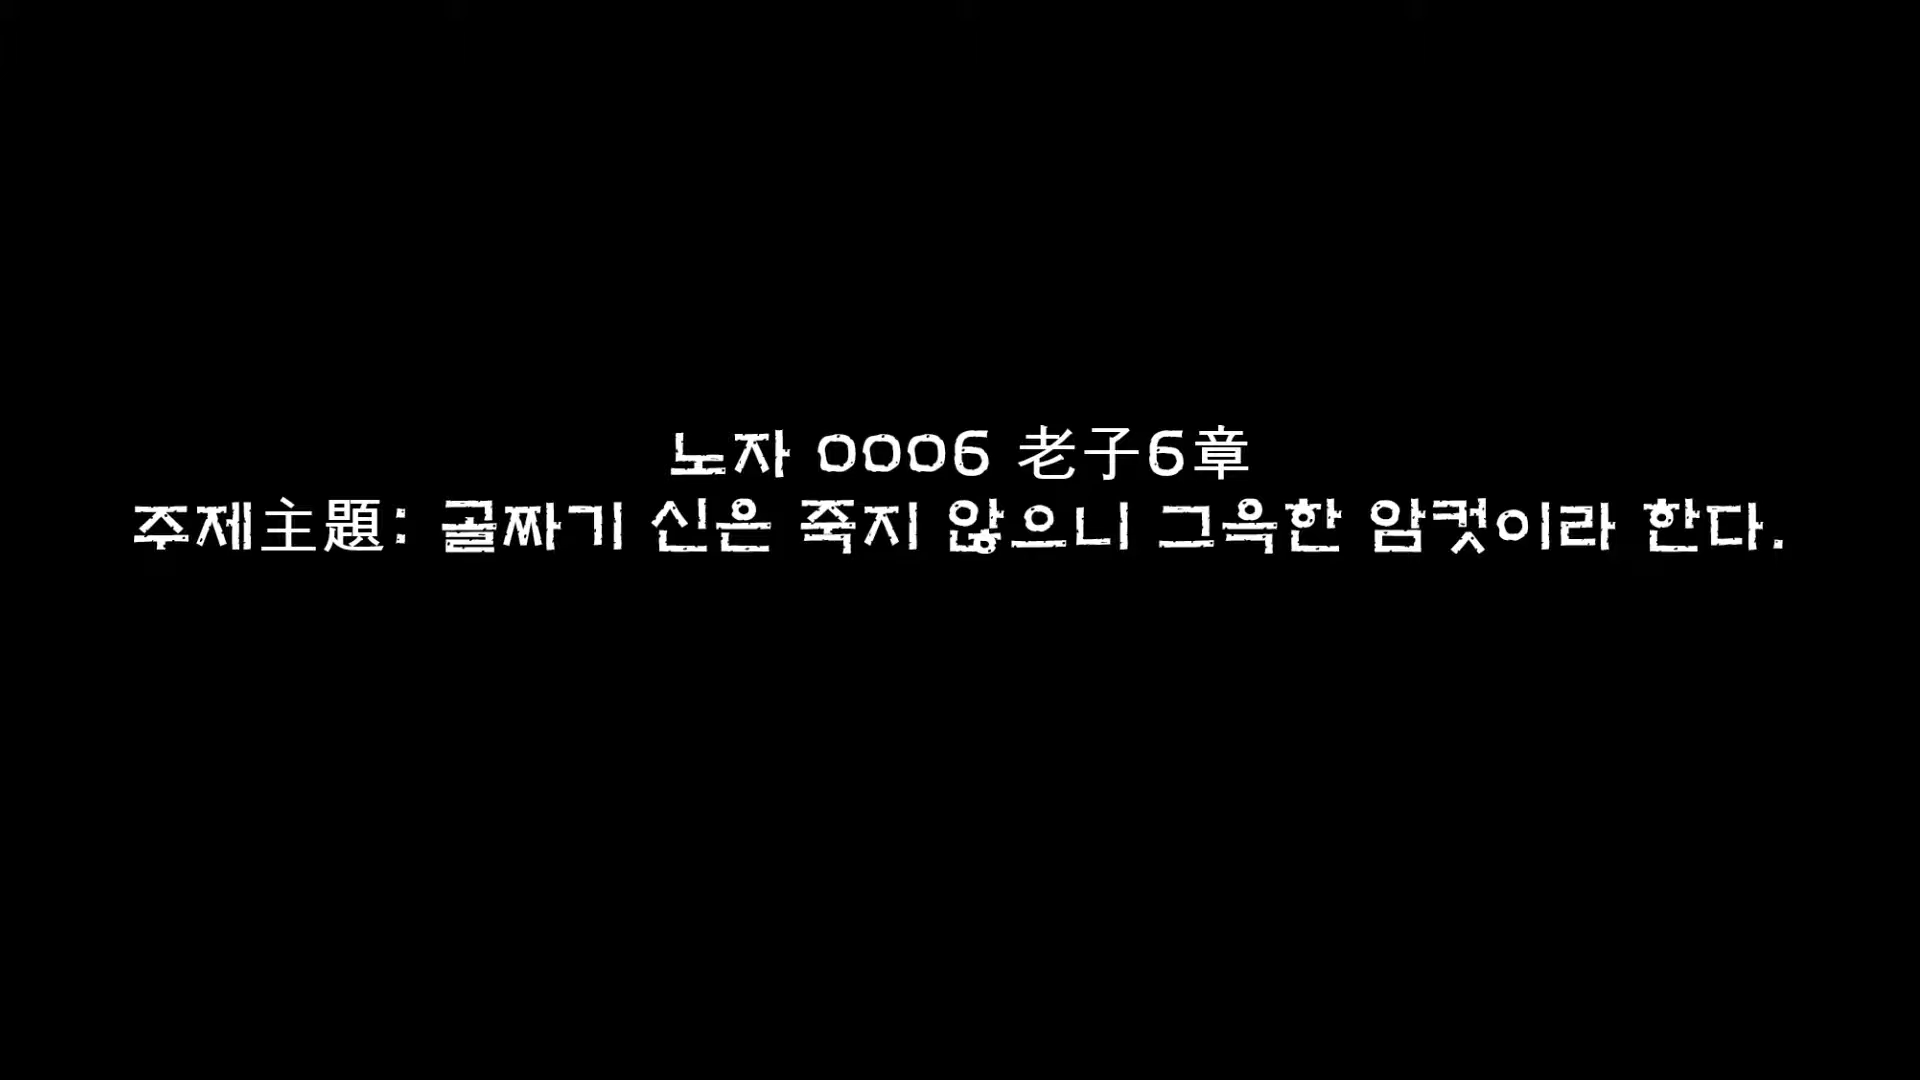 노자 0006 老子6章
주제主題: 골짜기 신은 죽지 않으니 그윽한 암컷이라 한다.